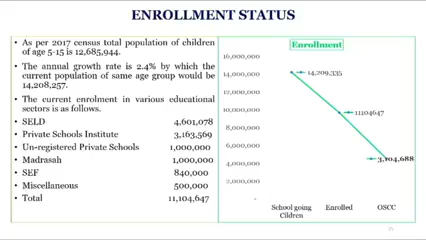 ENROLLMENT STATUS
• As per 2017 census total population of children
of age 5-15 is 12,685,944.
• The annual growth rate is 2.4% by which the
current population of same age group would be
14,208,257.
• The current enrolment in various educational
sectors is as follows.
• SELD 4,601,078
• Private Schools Institute 3,163,569
• Un-registered Private Schools 1,000,000
• Madrasah 1,000,000
• SEF 840,000
• Miscellaneous 500,000
• Total 11,104,647
Enrollment
16,000,000
14,000,000
12,000,000
10,000,000
8,000,000
6,000,000
4,000,000
2,000,000
-
14,209,335
11104647
3,104,688
School going
Cildren
Enrolled
OSCC